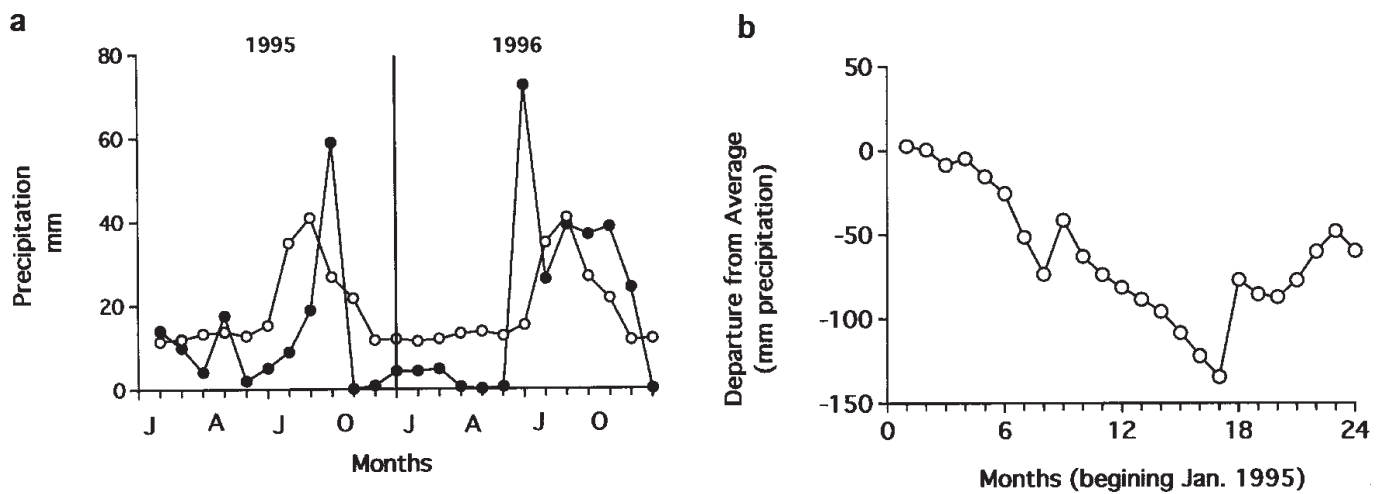 a
1995 1996
80
60
40
20
0
Precipitation
mm
J A J O J A J O
Months
b
50
0
-50
-100
-150
Departure from Average
(mm precipitation)
0 6 12 18 24
Months (begining Jan. 1995)